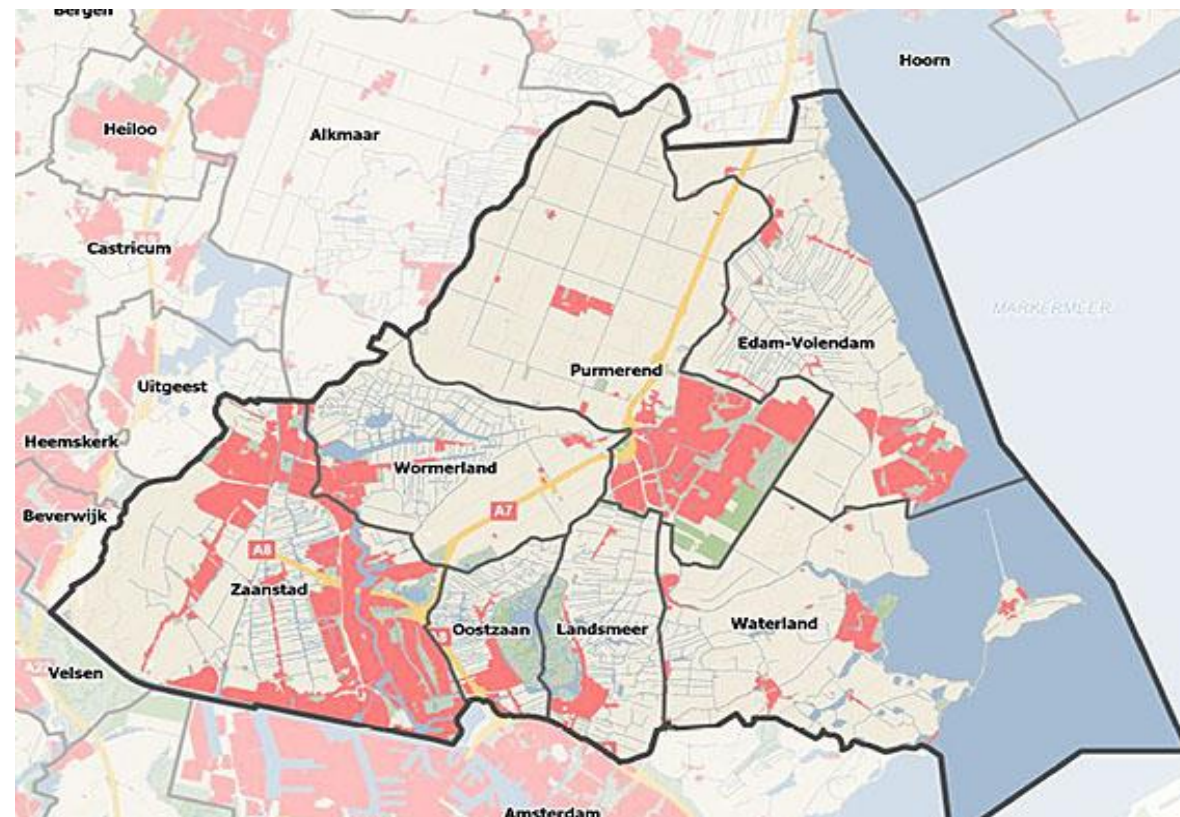 Bergen
Hoorn
Heiloo
Alkmaar
Castricum
MARKERMEER
Edam-Volendam
Purmerend
Uitgeest
Heemskerk
Wormerland
A7
Beverwijk
A8
Zaanstad
Oostzaan
Landsmeer
Waterland
Velsen
Amsterdam